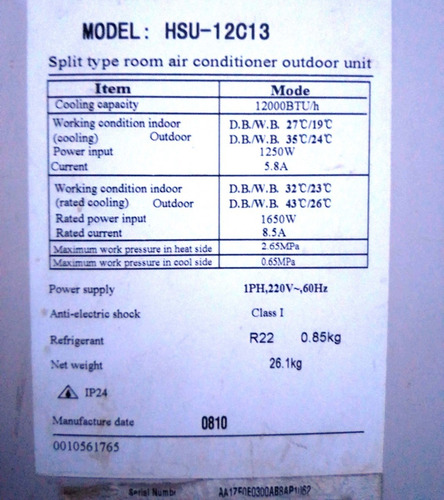 MODEL: HSU-12C13
Split type room air conditioner outdoor unit
Item Mode
Cooling capacity 12000BTU/h
Working condition indoor D.B./W.B. 27℃/19℃
(cooling) Outdoor D.B./W.B. 35℃/24℃
Power input 1250W
Current 5.8A
Working condition indoor D.B./W.B. 32℃/23℃
(rated cooling) Outdoor D.B./W.B. 43℃/26℃
Rated power input 1650W
Rated current 8.5A
Maximum work pressure in heat side 2.65MPa
Maximum work pressure in cool side 0.65MPa
Power supply 1PH,220V~,60Hz
Anti-electric shock Class I
Refrigerant R22 0.85kg
Net weight 26.1kg
IP24
Manufacture date 0810
0010561765
Serial Numbe